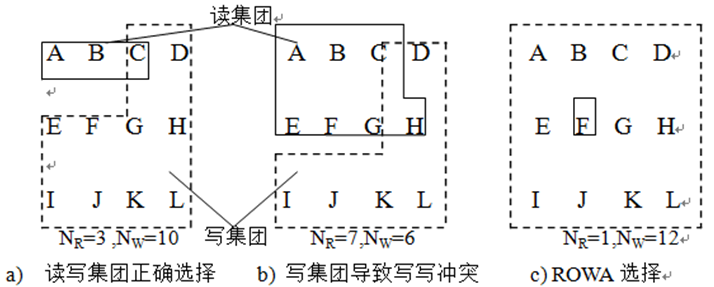 读集团
A B C D
E F G H
I J K L
N_R=3 ,N_W=10
a) 读写集团正确选择
A B C D
E F G H
I J K L
写集团
N_R=7,N_W=6
b) 写集团导致写写冲突
A B C D
E F G H
I J K L
N_R=1,N_W=12
c) ROWA 选择